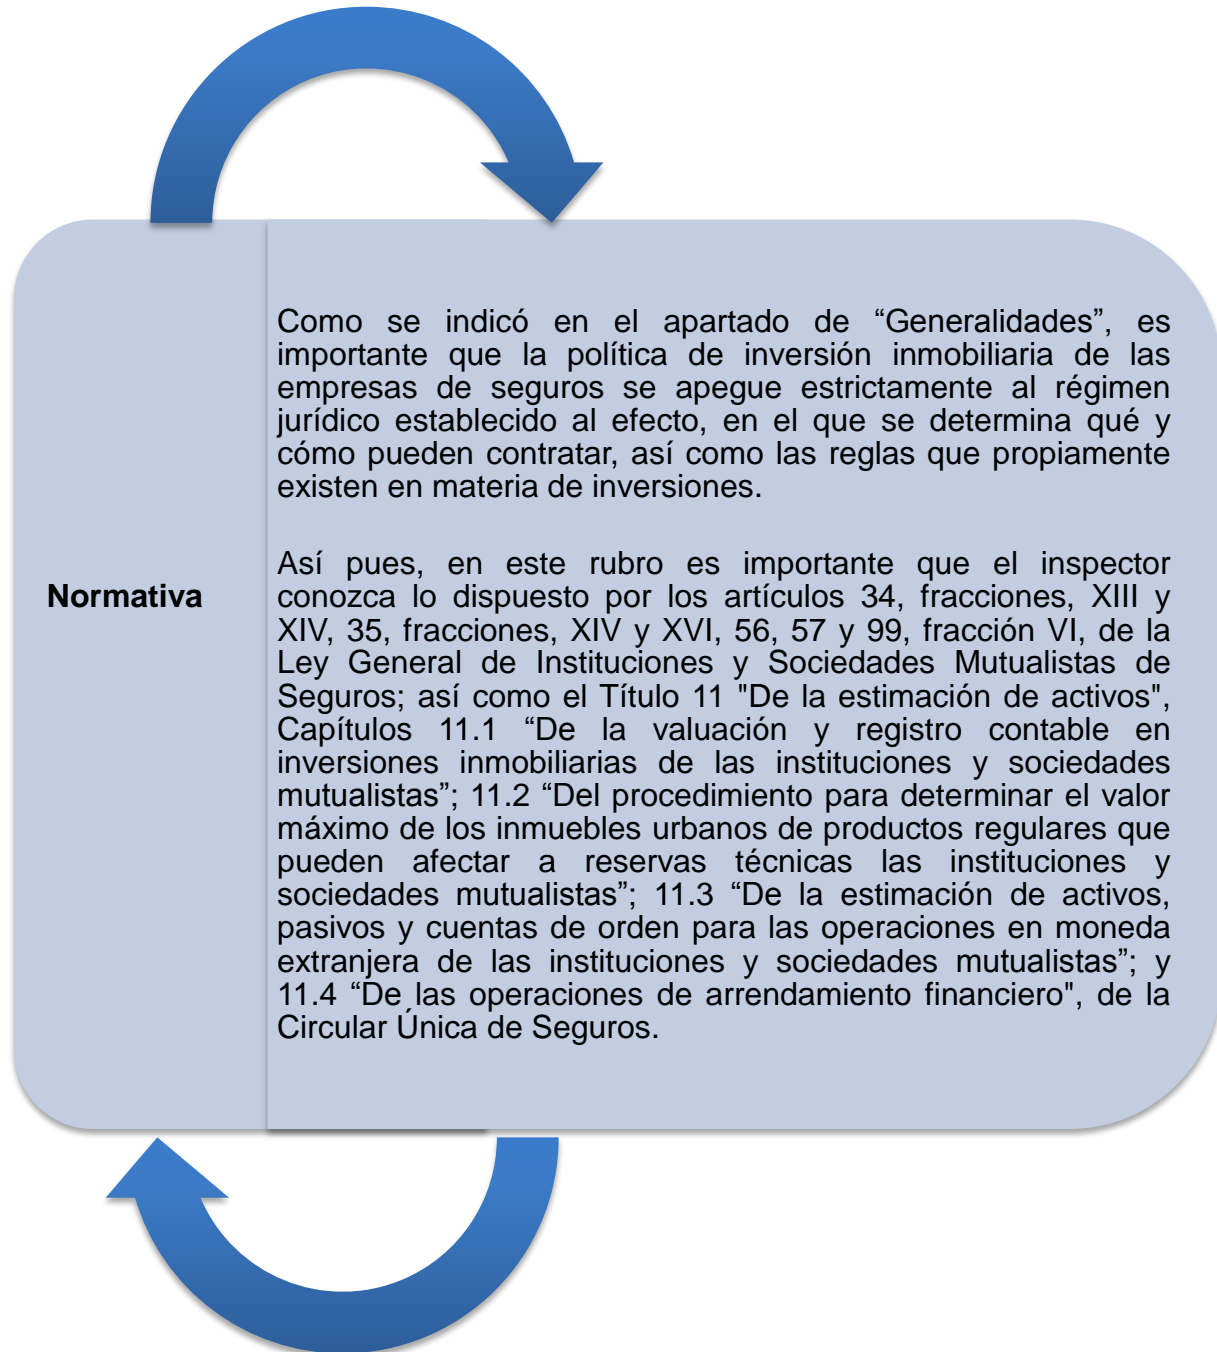 Normativa
Como se indicó en el apartado de “Generalidades”, es
importante que la política de inversión inmobiliaria de las
empresas de seguros se apegue estrictamente al régimen
jurídico establecido al efecto, en el que se determina qué y
cómo pueden contratar, así como las reglas que propiamente
existen en materia de inversiones.
Así pues, en este rubro es importante que el inspector
conozca lo dispuesto por los artículos 34, fracciones, XIII y
XIV, 35, fracciones, XIV y XVI, 56, 57 y 99, fracción VI, de la
Ley General de Instituciones y Sociedades Mutualistas de
Seguros; así como el Título 11 "De la estimación de activos",
Capítulos 11.1 “De la valuación y registro contable en
inversiones inmobiliarias de las instituciones y sociedades
mutualistas”; 11.2 “Del procedimiento para determinar el valor
máximo de los inmuebles urbanos de productos regulares que
pueden afectar a reservas técnicas las instituciones y
sociedades mutualistas”; 11.3 “De la estimación de activos,
pasivos y cuentas de orden para las operaciones en moneda
extranjera de las instituciones y sociedades mutualistas”; y
11.4 “De las operaciones de arrendamiento financiero", de la
Circular Única de Seguros.